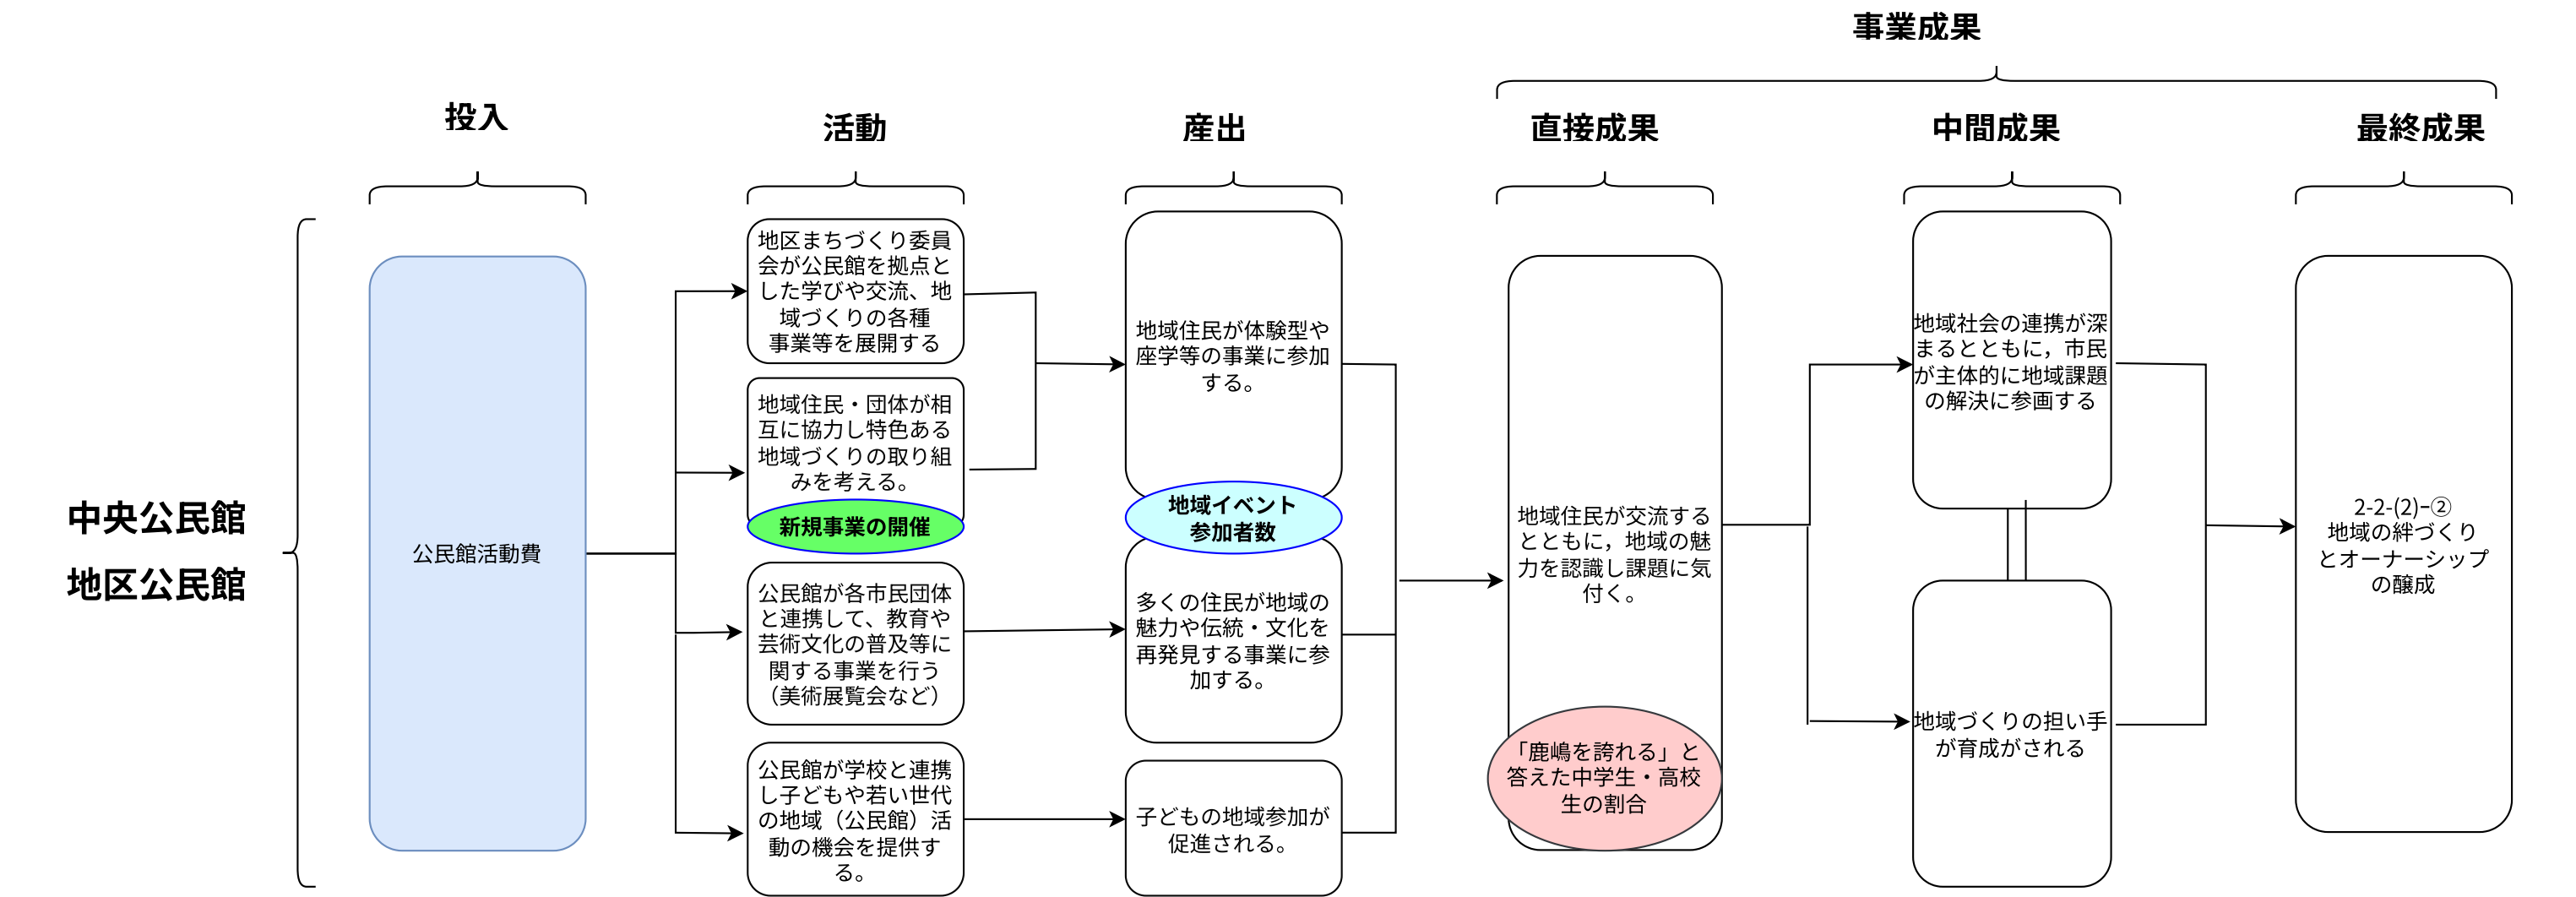 事業成果
投入
活動
産出
直接成果
中間成果
最終成果
中央公民館
地区公民館
公民館活動費
地区まちづくり委員
会が公民館を拠点と
した学びや交流、地
域づくりの各種
事業等を展開する
地域住民・団体が相
互に協力し特色ある
地域づくりの取り組
みを考える。
新規事業の開催
公民館が各市民団体
と連携して、教育や
芸術文化の普及等に
関する事業を行う
（美術展覧会など）
公民館が学校と連携
し子どもや若い世代
の地域（公民館）活
動の機会を提供す
る。
地域住民が体験型や
座学等の事業に参加
する。
地域イベント
参加者数
多くの住民が地域の
魅力や伝統・文化を
再発見する事業に参
加する。
子どもの地域参加が
促進される。
地域住民が交流する
とともに，地域の魅
力を認識し課題に気
付く。
「鹿嶋を誇れる」と
答えた中学生・高校
生の割合
地域社会の連携が深
まるとともに，市民
が主体的に地域課題
の解決に参画する
地域づくりの担い手
が育成がされる
2-2-(2)-②
地域の絆づくり
とオーナーシップ
の醸成